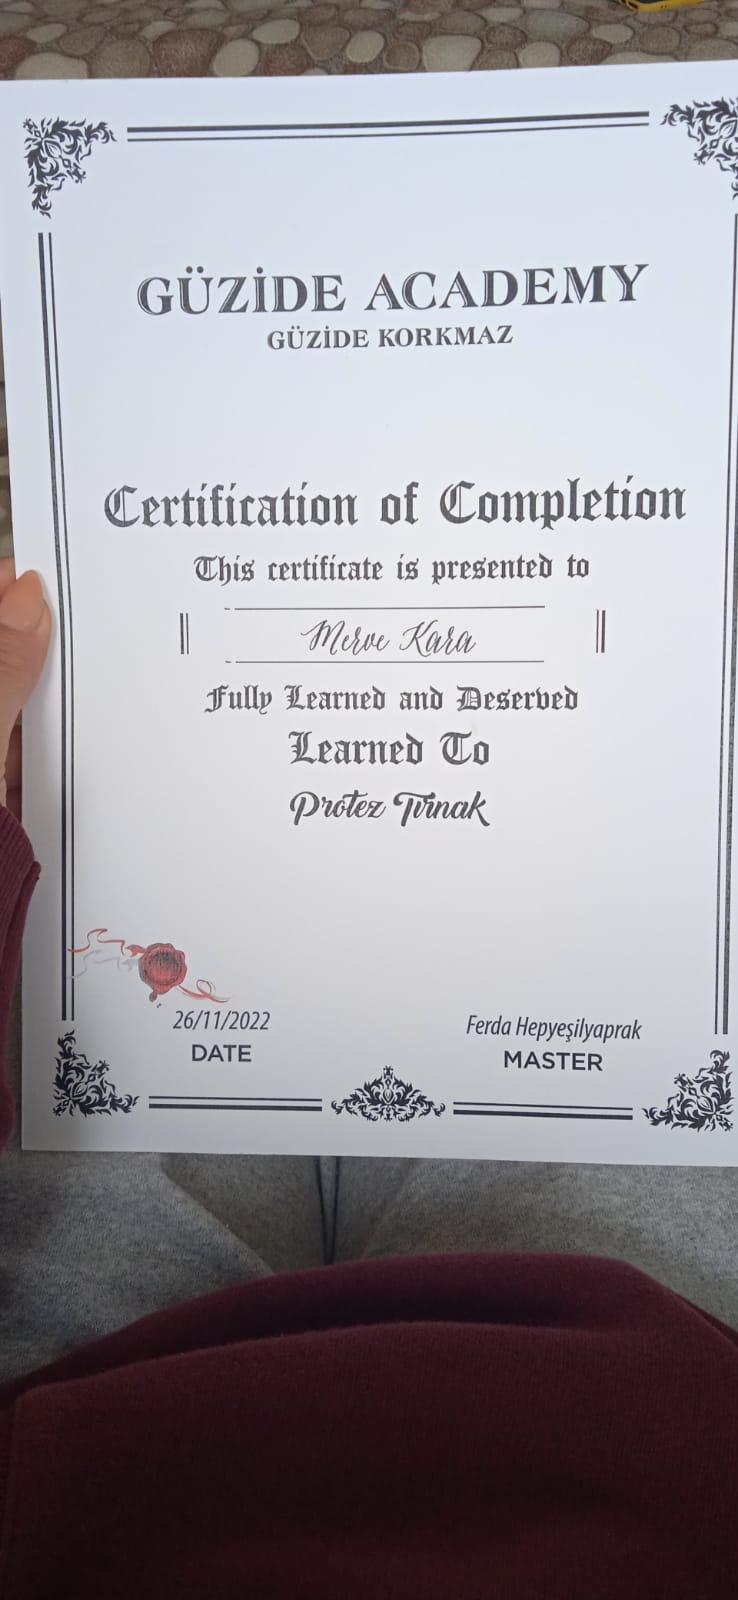 GÜZİDE ACADEMY
GÜZİDE KORKMAZ
Certification of Completion
This certificate is presented to
Merve Kara
Fully Learned and Deserved
Learned To
Protez Tırnak
26/11/2022
DATE
Ferda Hepyeşilyaprak
MASTER